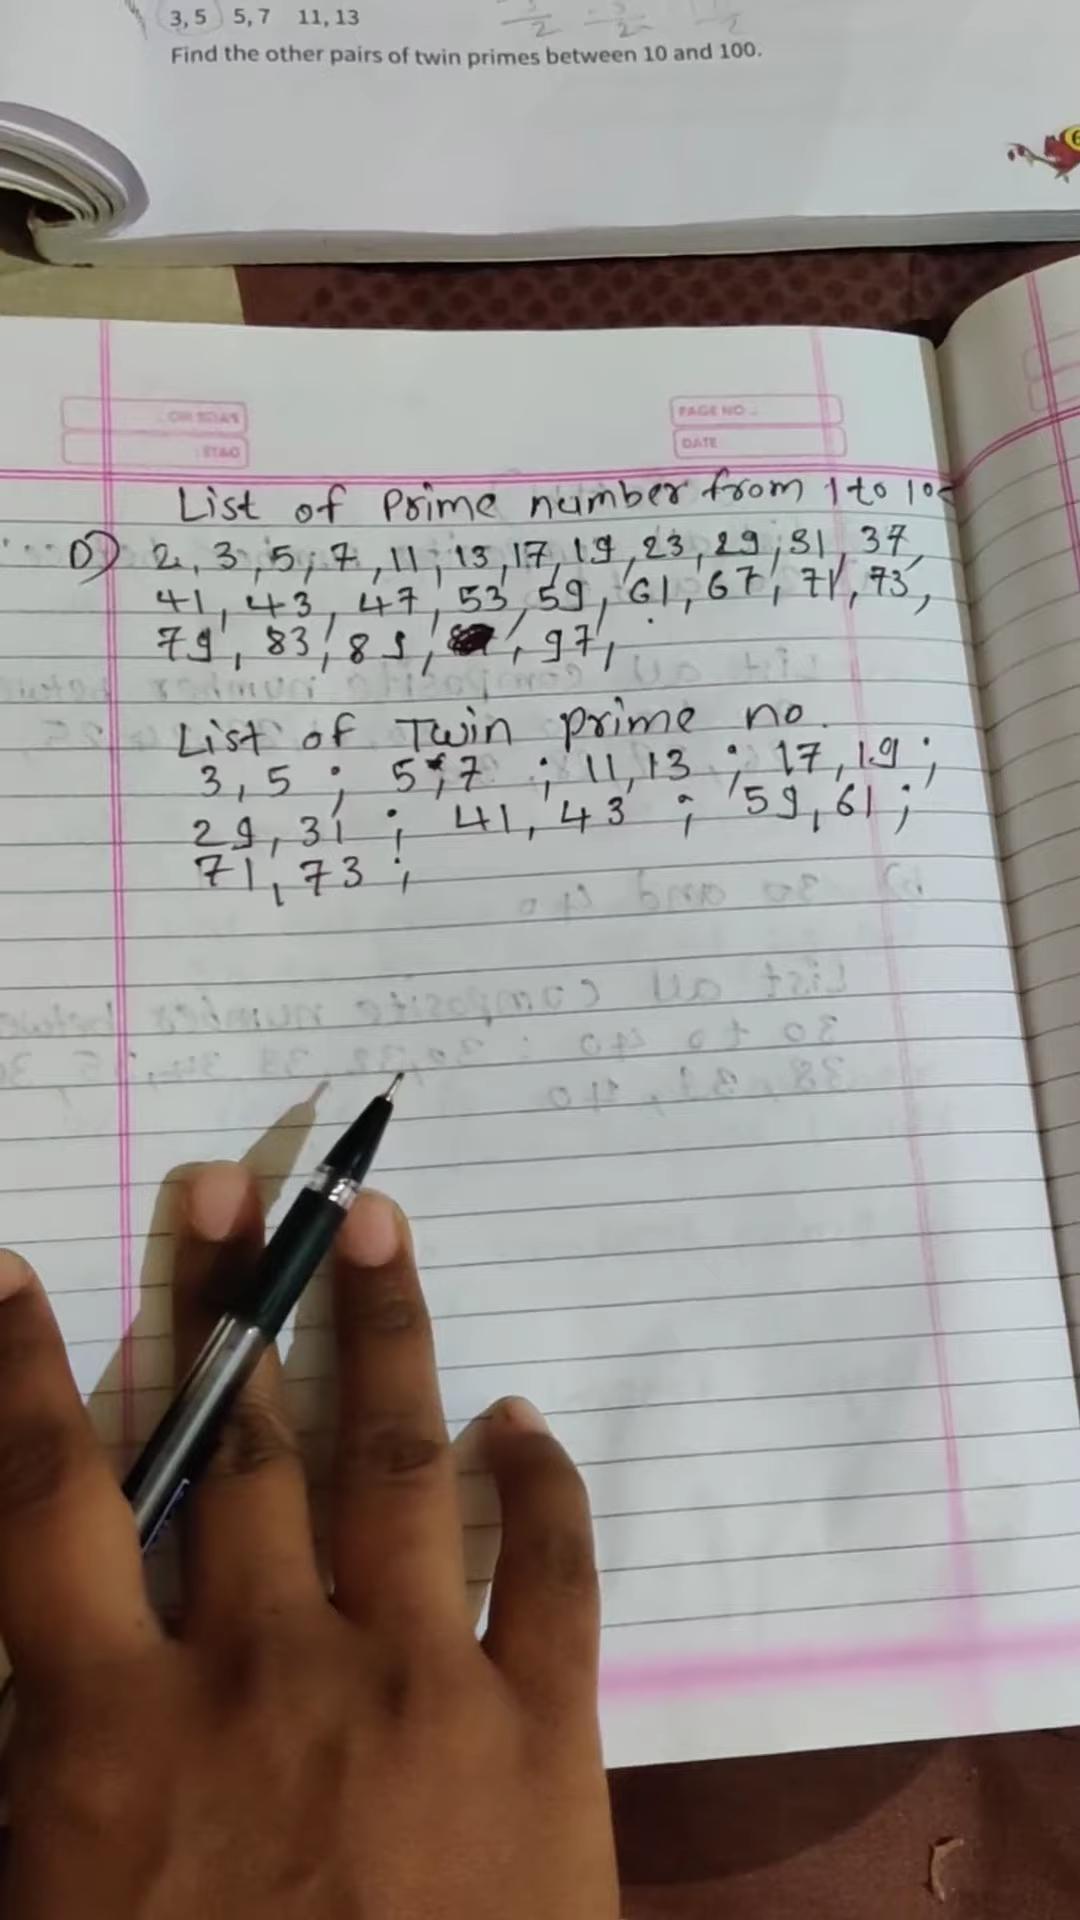 3, 5 5, 7 11, 13
Find the other pairs of twin primes between 10 and 100.
PAGE NO.
DATE
List of Prime number from 1 to 10
D) 2, 3, 5, 7, 11, 13, 17, 19, 23, 29, 31, 37,
41, 43, 47, 53, 59, 61, 67, 71, 73,
79, 83, 89, , 97,
List of Twin prime no.
3, 5 ; 5, 7 ; 11, 13 ; 17, 19 ;
29, 31 ; 41, 43 ; 59, 61 ;
71, 73 ;